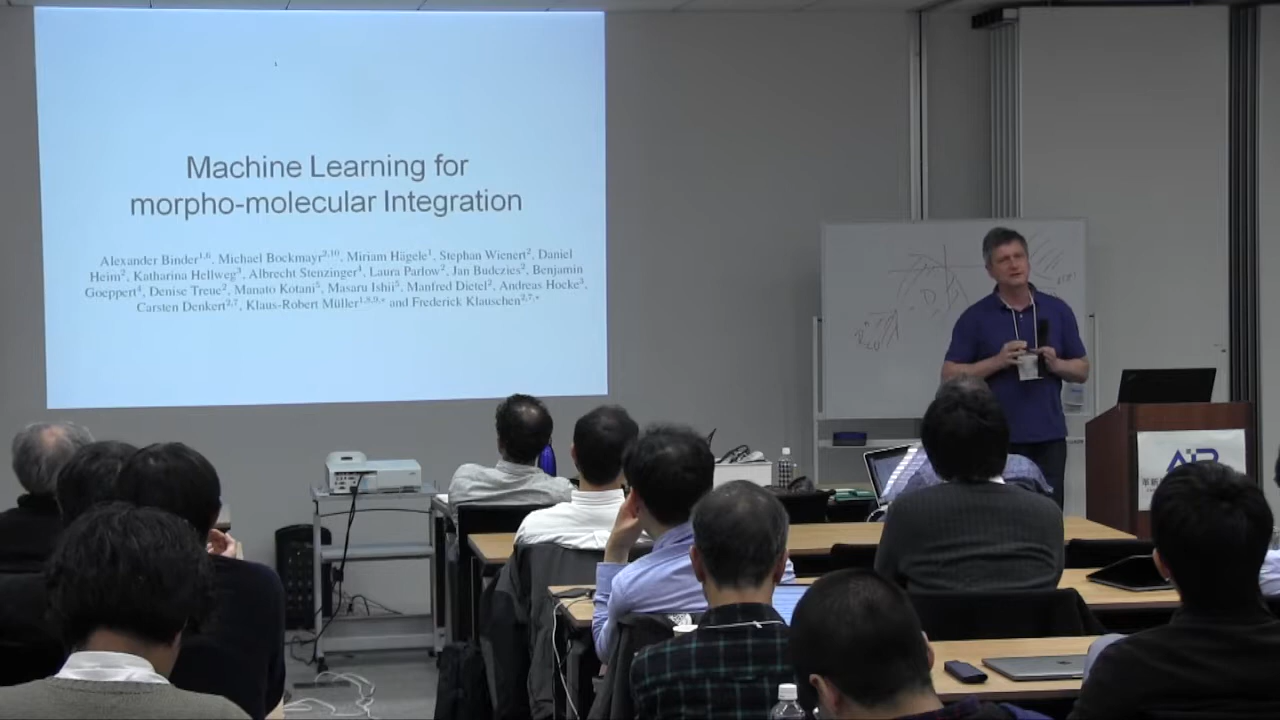 Machine Learning for
morpho-molecular Integration
Alexander Binder¹,⁶, Michael Bockmayr²,¹⁰, Miriam Hägele¹, Stephan Wienert², Daniel
Heim², Katharina Hellweg³, Albrecht Stenzinger⁴, Laura Parlow², Jan Budczies², Benjamin
Goeppert⁴, Denise Treue², Manato Kotani⁵, Masaru Ishii⁵, Manfred Dietel², Andreas Hocke³,
Carsten Denkert²,⁷, Klaus-Robert Müller¹,⁸,⁹,* and Frederick Klauschen²,⁷,*
D
AIP